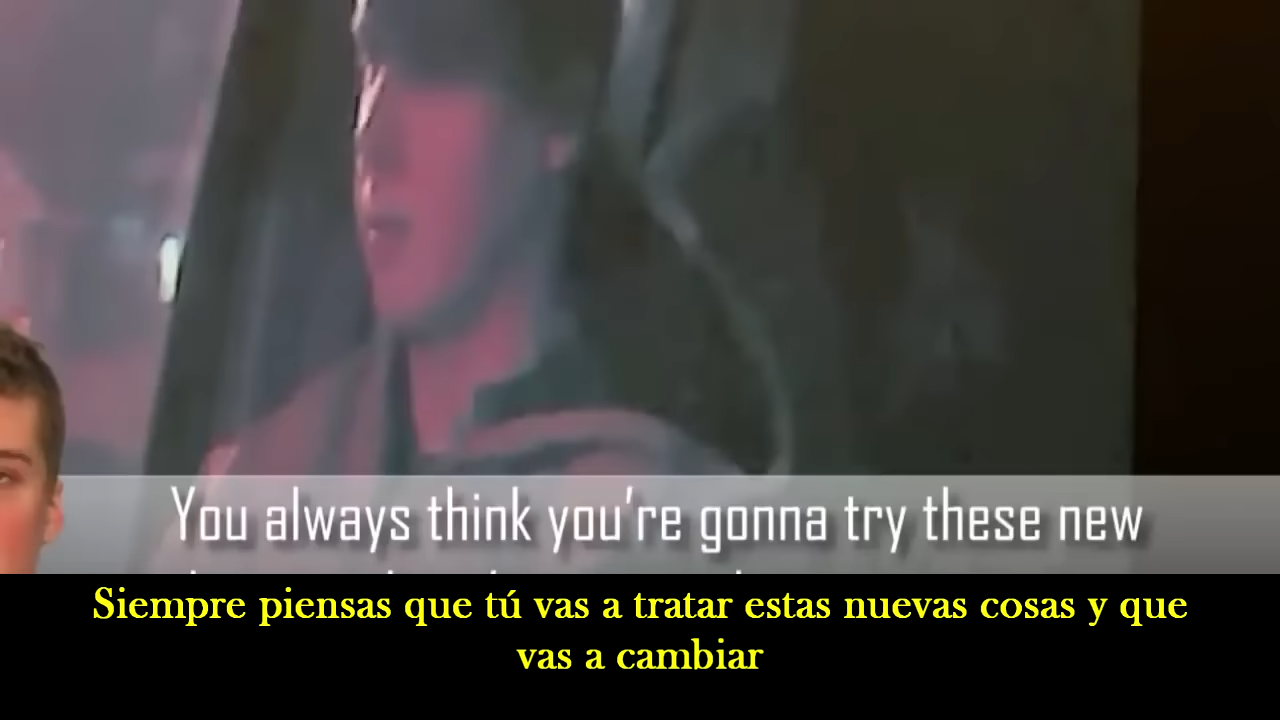 You always think you're gonna try these new
Siempre piensas que tú vas a tratar estas nuevas cosas y que
vas a cambiar